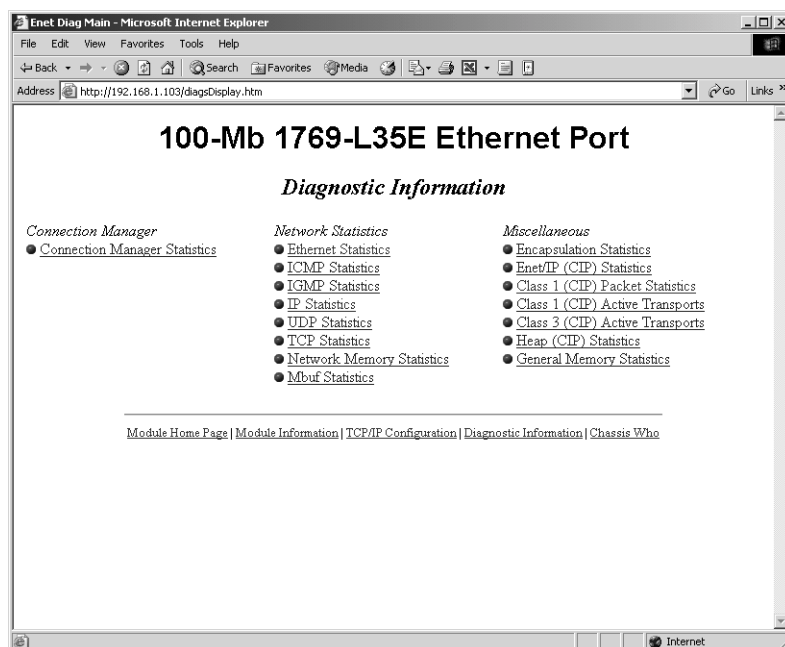 Enet Diag Main - Microsoft Internet Explorer
File Edit View Favorites Tools Help
Back Search Favorites Media
Address http://192.168.1.103/diagsDisplay.htm Go Links »
100-Mb 1769-L35E Ethernet Port
Diagnostic Information
Connection Manager
Connection Manager Statistics
Network Statistics
Ethernet Statistics
ICMP Statistics
IGMP Statistics
IP Statistics
UDP Statistics
TCP Statistics
Network Memory Statistics
Mbuf Statistics
Miscellaneous
Encapsulation Statistics
Enet/IP (CIP) Statistics
Class 1 (CIP) Packet Statistics
Class 1 (CIP) Active Transports
Class 3 (CIP) Active Transports
Heap (CIP) Statistics
General Memory Statistics
Module Home Page | Module Information | TCP/IP Configuration | Diagnostic Information | Chassis Who
Internet